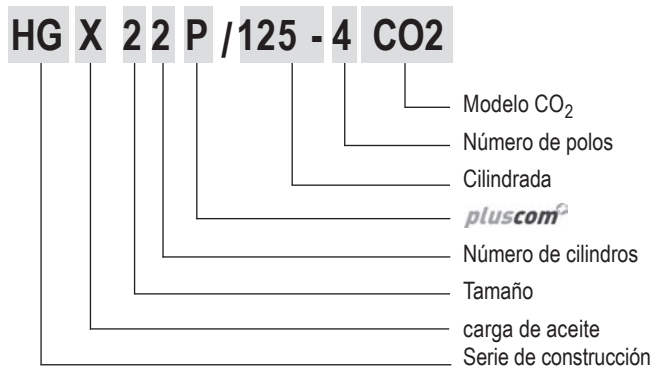 HG X 2 2 P / 125 - 4 CO2
Modelo CO₂
Número de polos
Cilindrada
pluscom
Número de cilindros
Tamaño
carga de aceite
Serie de construcción